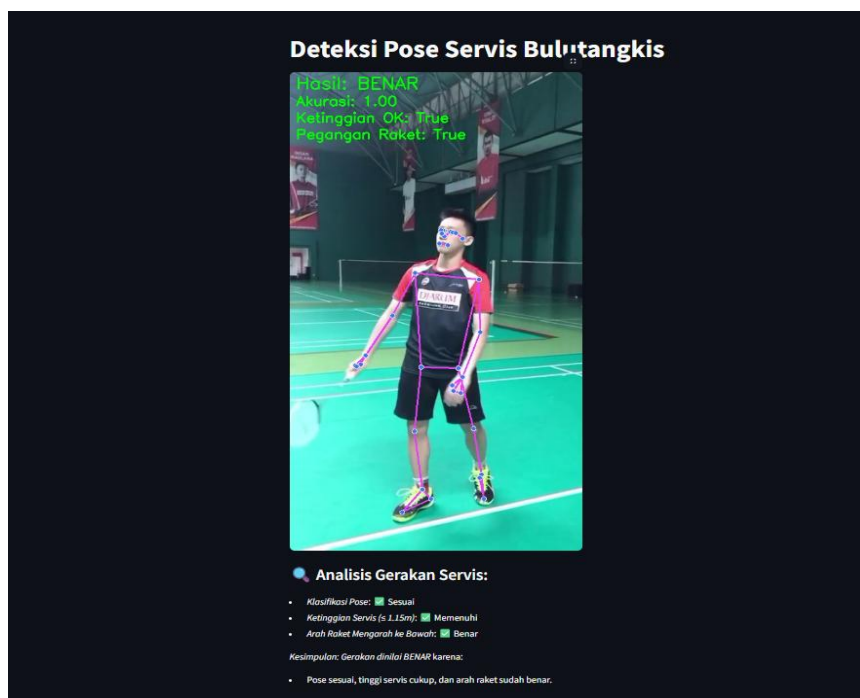 Deteksi Pose Servis Bulutangkis
Hasil: BENAR
Akurasi: 1.00
Ketinggian OK: True
Pegangan Raket: True
Analisis Gerakan Servis:
Klasifikasi Pose: ✅ Sesuai
Ketinggian Servis (≤ 1.15m): ✅ Memenuhi
Arah Raket Mengarah ke Bawah: ✅ Benar
Kesimpulan: Gerakan dinilai BENAR karena:
Pose sesuai, tinggi servis cukup, dan arah raket sudah benar.